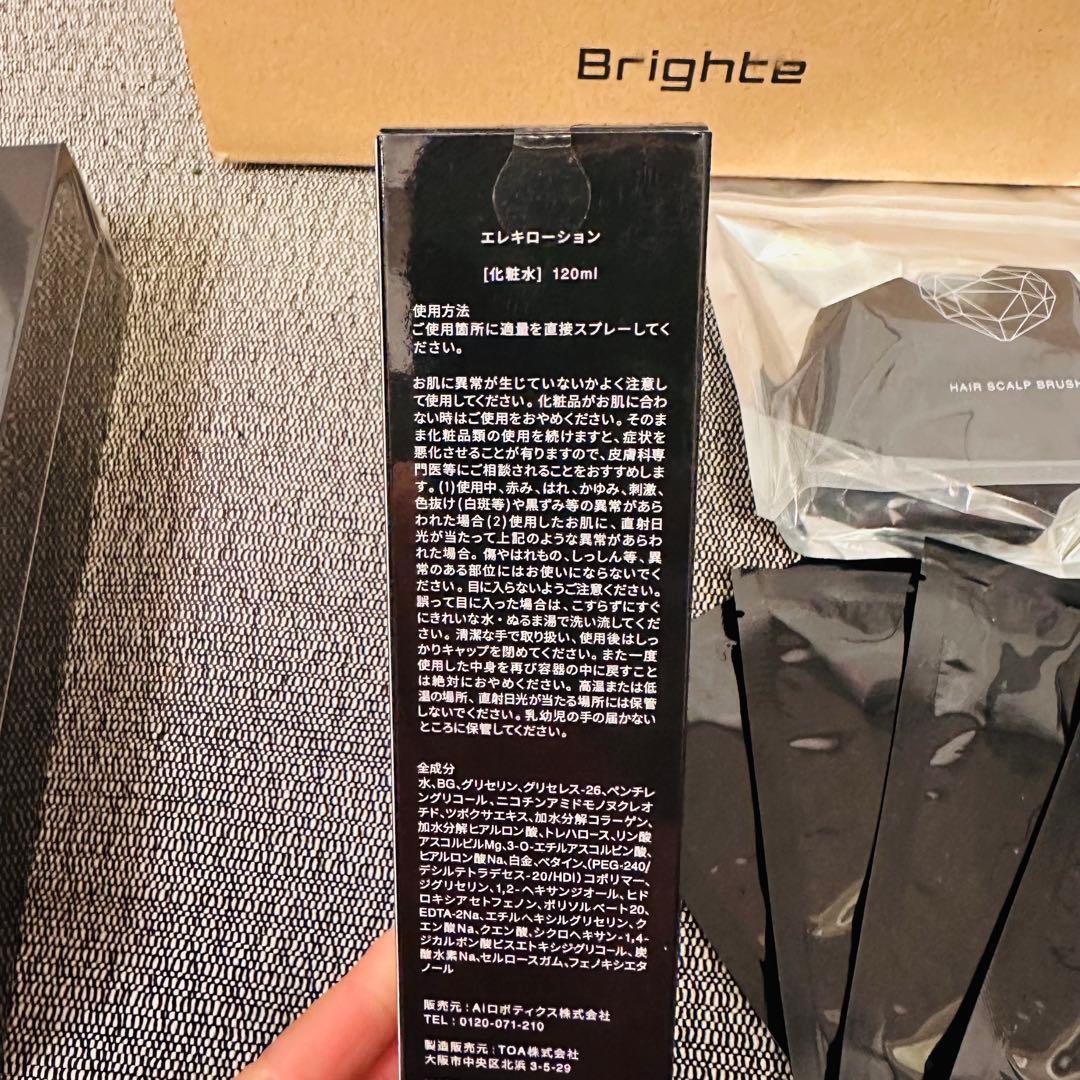 Brighte
エレキローション
[化粧水] 120ml
使用方法
ご使用箇所に適量を直接スプレーしてく
ださい。
お肌に異常が生じていないかよく注意し
て使用してください。化粧品がお肌に合わ
ない時はご使用をおやめください。そのま
ま化粧品類の使用を続けますと、症状を
悪化させることが有りますので、皮膚科専
門医等にご相談されることをおすすめしま
す。(1)使用中、赤み、はれ、かゆみ、刺激、
色抜け(白斑等)や黒ずみ等の異常があら
われた場合(2)使用したお肌に、直射日
光が当たって上記のような異常があらわ
れた場合。傷やはれもの、しっしん等、異
常のある部位にはお使いにならないでく
ださい。目に入らないようご注意ください。
誤って目に入った場合は、こすらずにすぐ
にきれいな水・ぬるま湯で洗い流してくだ
さい。清潔な手で取り扱い、使用後はしっ
かりキャップを閉めてください。また一度
使用した中身を再び容器の中に戻すこと
は絶対におやめください。高温または低
温の場所、直射日光が当たる場所には保管
しないでください。乳幼児の手の届かない
ところに保管してください。
全成分
水、BG、グリセリン、グリセレス-26、ペンチレ
ングリコール、ニコチンアミドモノヌクレオ
チド、ツボクサエキス、加水分解コラーゲン、
加水分解ヒアルロン酸、トレハロース、リン酸
アスコルビルMg、3-O-エチルアスコルビン酸、
ヒアルロン酸Na、白金、ベタイン、(PEG-240/
デシルテトラデセス-20/HDI)コポリマー、
ジグリセリン、1,2-ヘキサンジオール、ヒド
ロキシアセトフェノン、ポリソルベート20、
EDTA-2Na、エチルヘキシルグリセリン、ク
エン酸Na、クエン酸、シクロヘキサン-1,4-
ジカルボン酸ビスエトキシジグリコール、炭
酸水素Na、セルロースガム、フェノキシエタ
ノール
販売元：AIロボティクス株式会社
TEL：0120-071-210
製造販売元：TOA株式会社
大阪市中央区北浜3-5-29
HAIR SCALP BRUSH